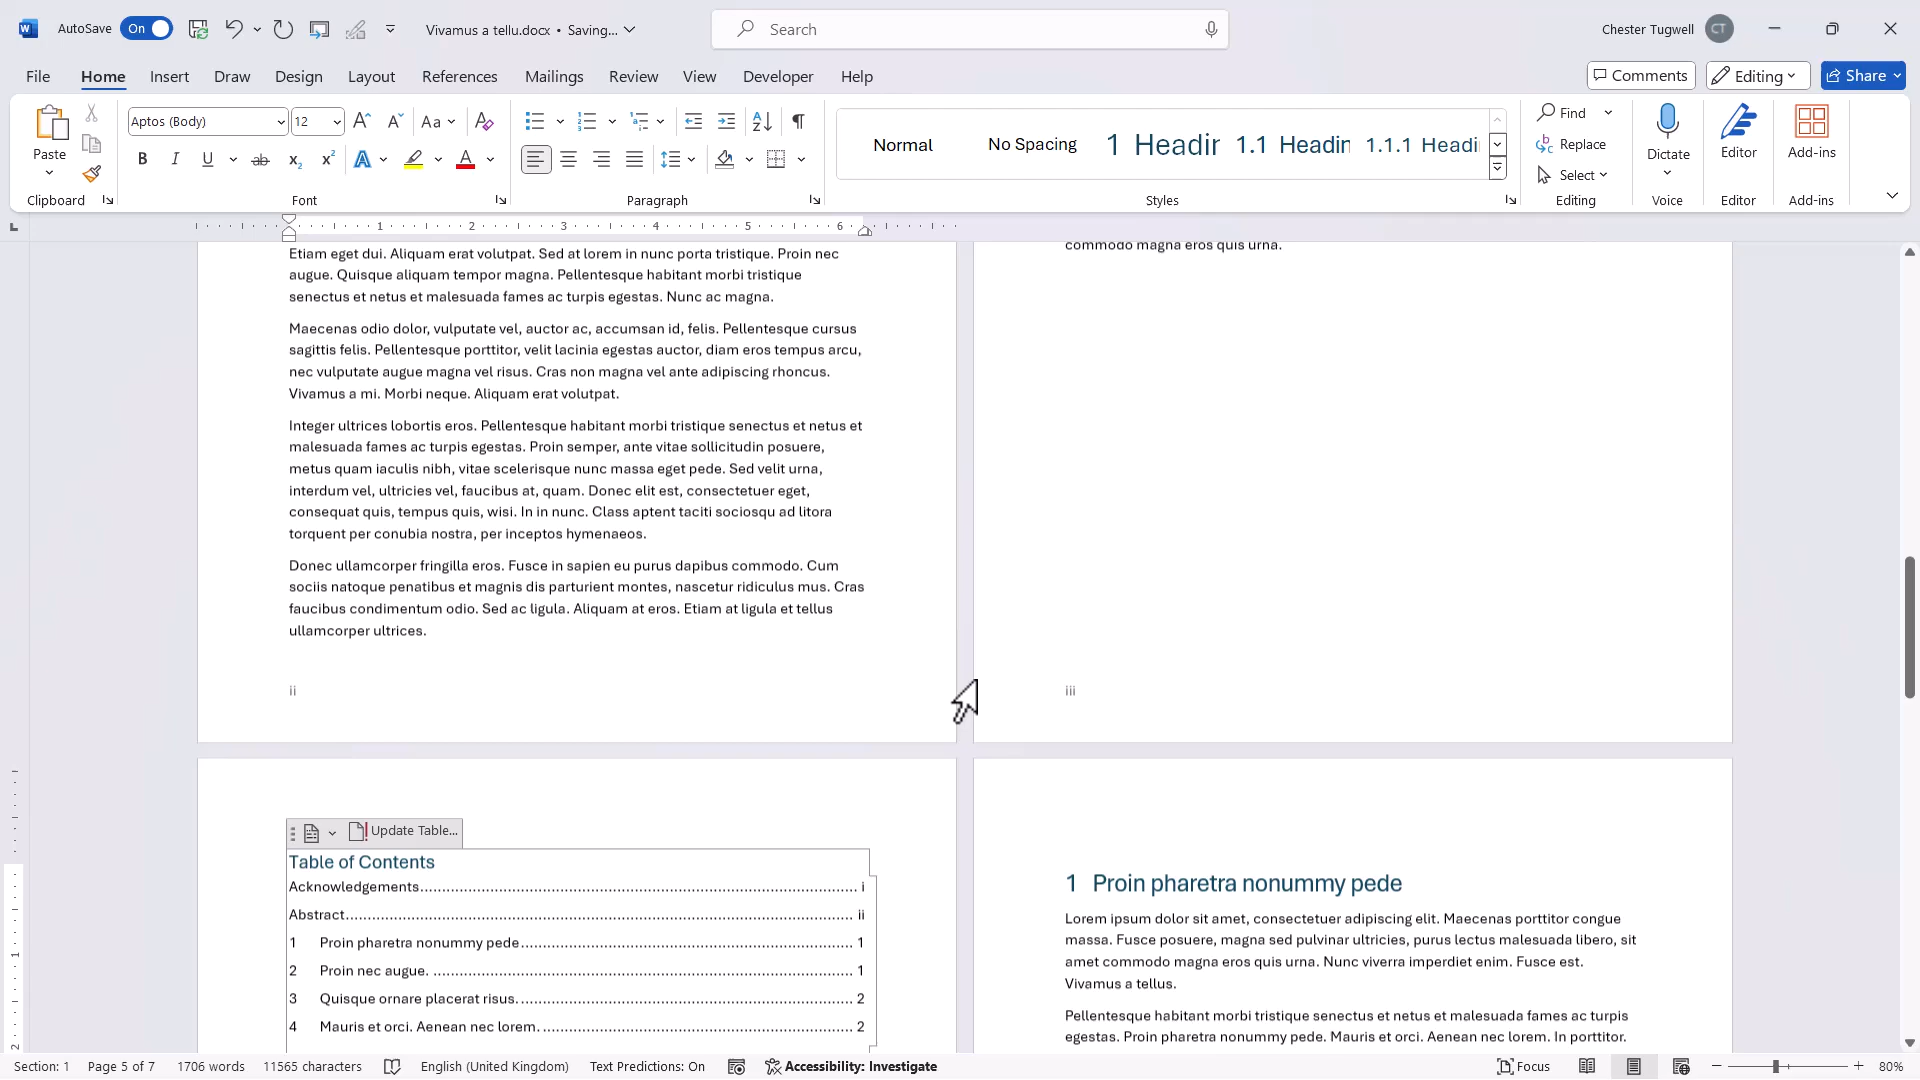 AutoSave On Vivamus a tellu.docx • Saving... Search Chester Tugwell CT
File Home Insert Draw Design Layout References Mailings Review View Developer Help Comments Editing Share
Aptos (Body) 12 Aa
Paste
Normal No Spacing 1 Headir 1.1 Headin 1.1.1 Headi
Find
Replace
Select
Dictate Editor Add-ins
Clipboard Font Paragraph Styles Editing Voice Editor Add-ins
1 2 3 4 5 6
Etiam eget dui. Aliquam erat volutpat. Sed at lorem in nunc porta tristique. Proin nec
augue. Quisque aliquam tempor magna. Pellentesque habitant morbi tristique
senectus et netus et malesuada fames ac turpis egestas. Nunc ac magna.
Maecenas odio dolor, vulputate vel, auctor ac, accumsan id, felis. Pellentesque cursus
sagittis felis. Pellentesque porttitor, velit lacinia egestas auctor, diam eros tempus arcu,
nec vulputate augue magna vel risus. Cras non magna vel ante adipiscing rhoncus.
Vivamus a mi. Morbi neque. Aliquam erat volutpat.
Integer ultrices lobortis eros. Pellentesque habitant morbi tristique senectus et netus et
malesuada fames ac turpis egestas. Proin semper, ante vitae sollicitudin posuere,
metus quam iaculis nibh, vitae scelerisque nunc massa eget pede. Sed velit urna,
interdum vel, ultricies vel, faucibus at, quam. Donec elit est, consectetuer eget,
consequat quis, tempus quis, wisi. In in nunc. Class aptent taciti sociosqu ad litora
torquent per conubia nostra, per inceptos hymenaeos.
Donec ullamcorper fringilla eros. Fusce in sapien eu purus dapibus commodo. Cum
sociis natoque penatibus et magnis dis parturient montes, nascetur ridiculus mus. Cras
faucibus condimentum odio. Sed ac ligula. Aliquam at eros. Etiam at ligula et tellus
ullamcorper ultrices.
ii
commodo magna eros quis urna.
iii
Update Table...
Table of Contents
Acknowledgements.......... i
Abstract.......... ii
1 Proin pharetra nonummy pede.......... 1
2 Proin nec augue. .......... 1
3 Quisque ornare placerat risus. .......... 2
4 Mauris et orci. Aenean nec lorem. .......... 2
1 Proin pharetra nonummy pede
Lorem ipsum dolor sit amet, consectetuer adipiscing elit. Maecenas porttitor congue
massa. Fusce posuere, magna sed pulvinar ultricies, purus lectus malesuada libero, sit
amet commodo magna eros quis urna. Nunc viverra imperdiet enim. Fusce est.
Vivamus a tellus.
Pellentesque habitant morbi tristique senectus et netus et malesuada fames ac turpis
egestas. Proin pharetra nonummy pede. Mauris et orci. Aenean nec lorem. In porttitor.
Section: 1 Page 5 of 7 1706 words 11565 characters English (United Kingdom) Text Predictions: On Accessibility: Investigate Focus 80%